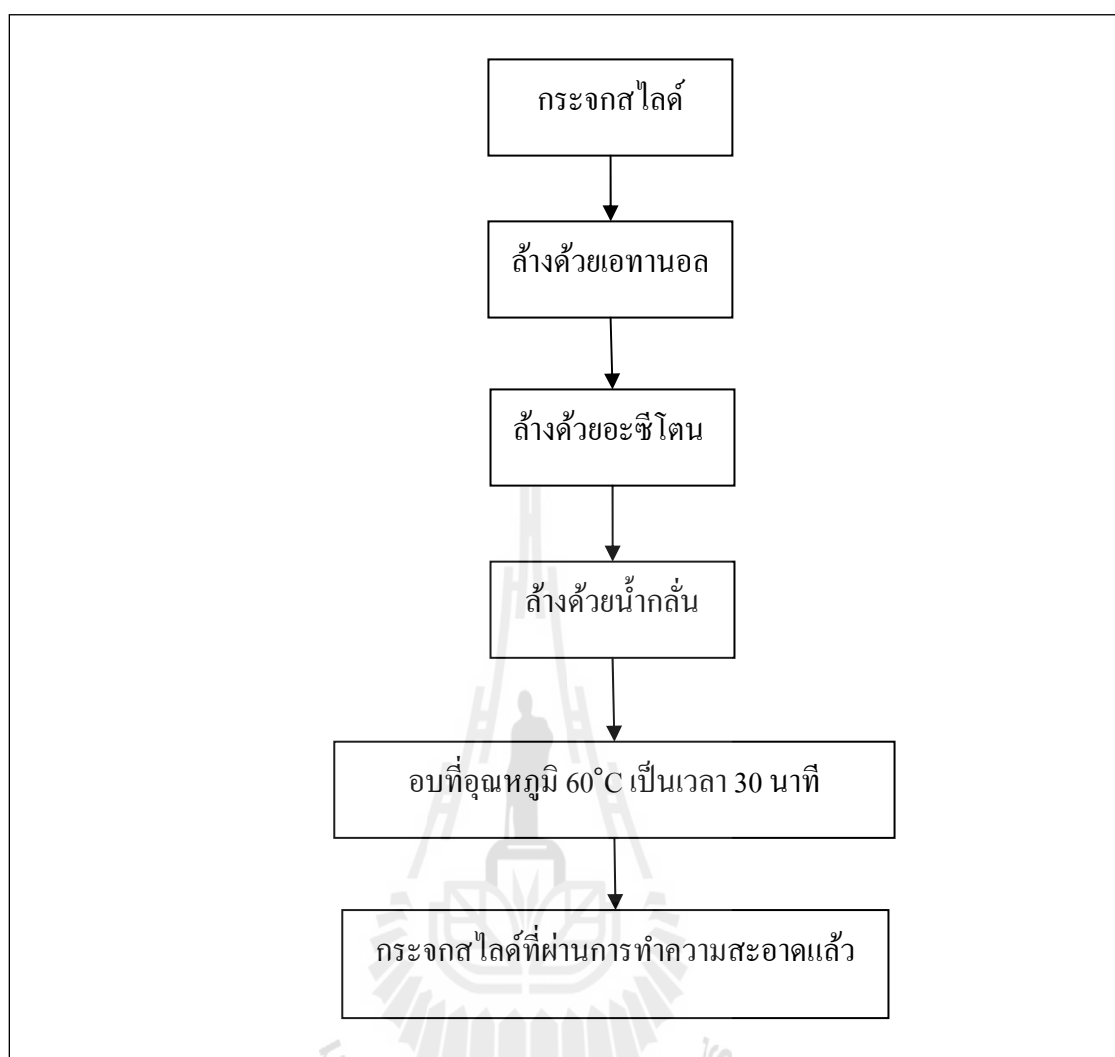 กระจกสไลด์
ล้างด้วยเอทานอล
ล้างด้วยอะซีโตน
ล้างด้วยน้ำกลั่น
อบที่อุณหภูมิ 60°C เป็นเวลา 30 นาที
กระจกสไลด์ที่ผ่านการทำความสะอาดแล้ว